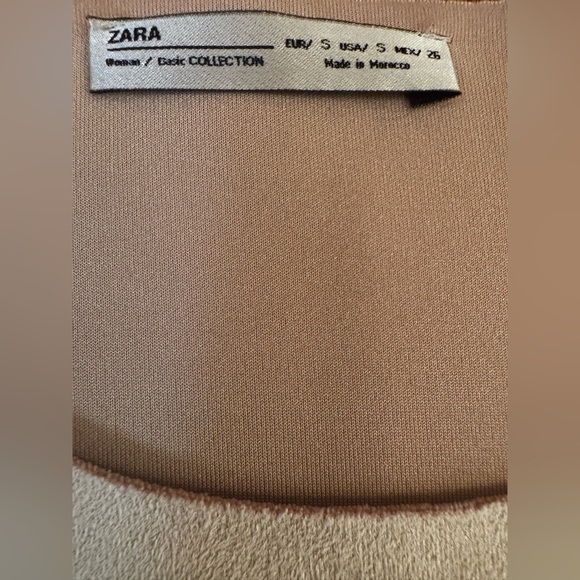 ZARA
Woman / Basic COLLECTION
EUR/ S USA/ S MEX/ 26
Made in Morocco